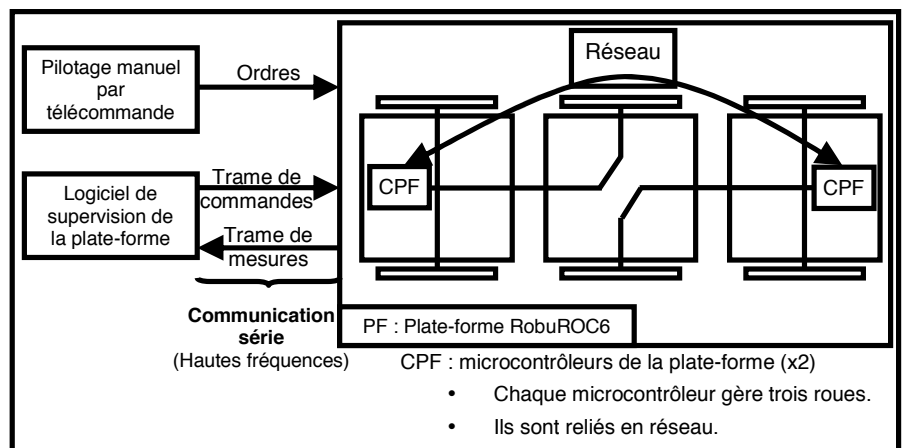 Pilotage manuel
par
télécommande
Ordres
Réseau
CPF
CPF
Logiciel de
supervision de
la plate-forme
Trame de
commandes
Trame de
mesures
Communication
série
(Hautes fréquences)
PF : Plate-forme RobuROC6
CPF : microcontrôleurs de la plate-forme (x2)
• Chaque microcontrôleur gère trois roues.
• Ils sont reliés en réseau.